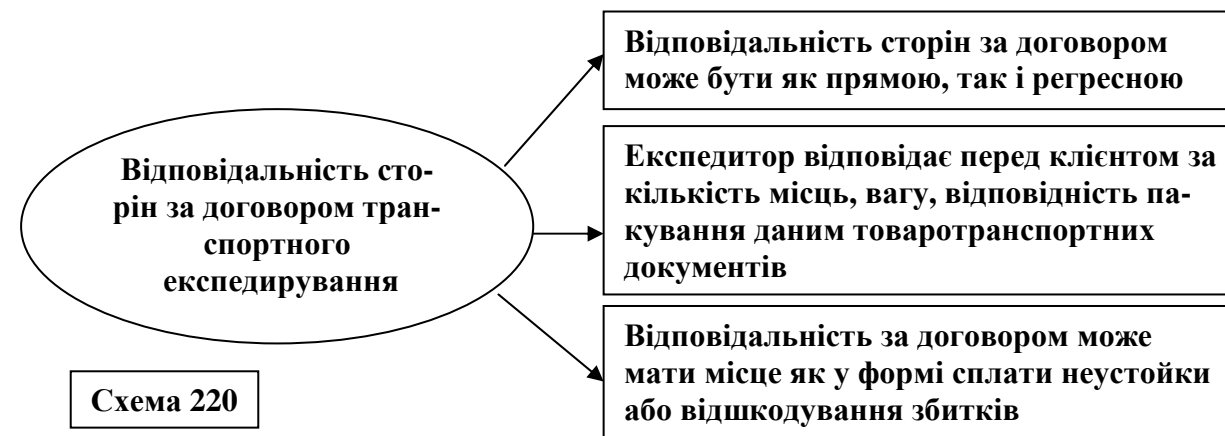 Відповідальність сто-
рін за договором тран-
спортного
експедирування
Відповідальність сторін за договором
може бути як прямою, так і регресною
Експедитор відповідає перед клієнтом за
кількість місць, вагу, відповідність па-
кування даним товаротранспортних
документів
Відповідальність за договором може
мати місце як у формі сплати неустойки
або відшкодування збитків
Схема 220